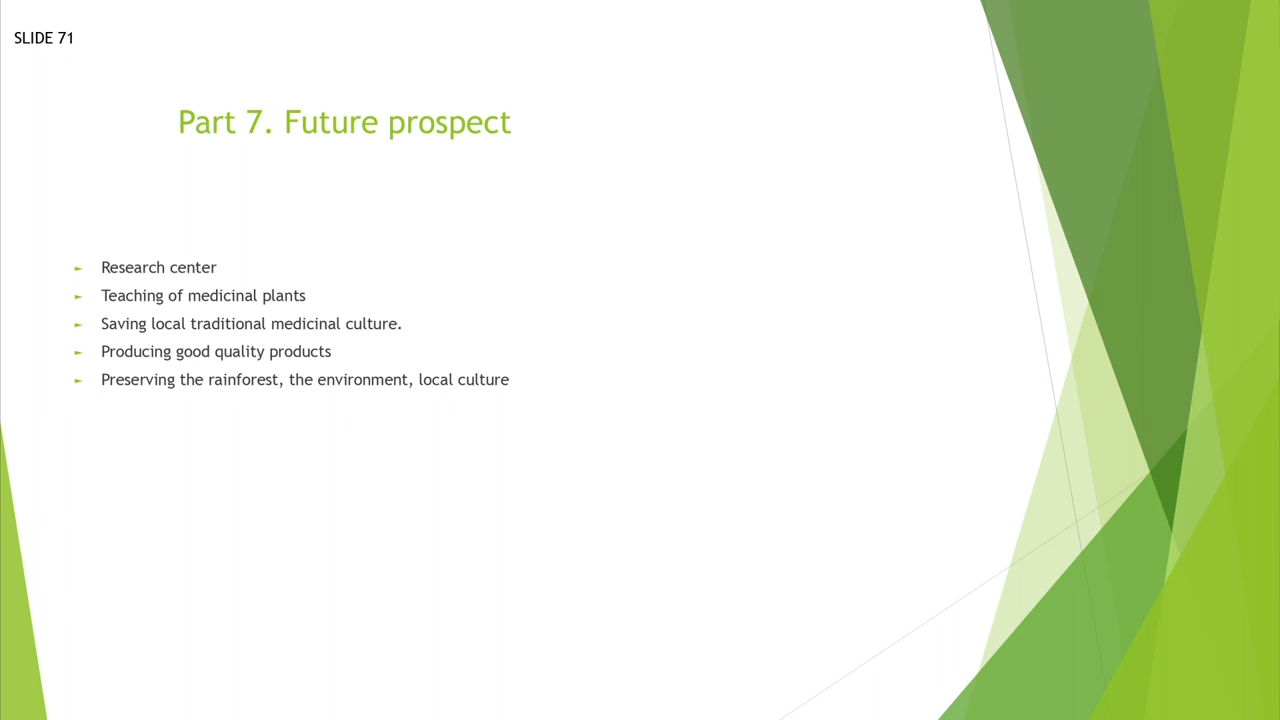 SLIDE 71
Part 7. Future prospect
► Research center
► Teaching of medicinal plants
► Saving local traditional medicinal culture.
► Producing good quality products
► Preserving the rainforest, the environment, local culture